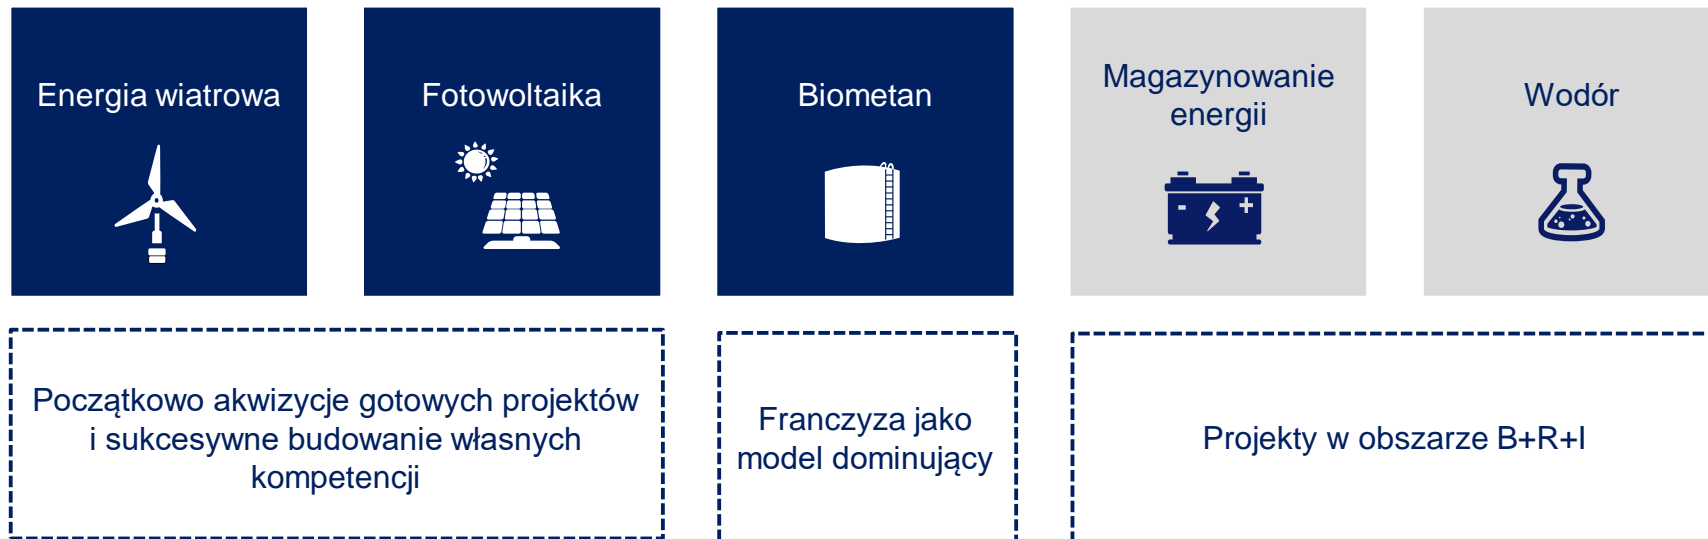 Energia wiatrowa
Fotowoltaika
Biometan
Magazynowanie
energii
Wodór
- +
Początkowo akwizycje gotowych projektów
i sukcesywne budowanie własnych
kompetencji
Franczyza jako
model dominujący
Projekty w obszarze B+R+I